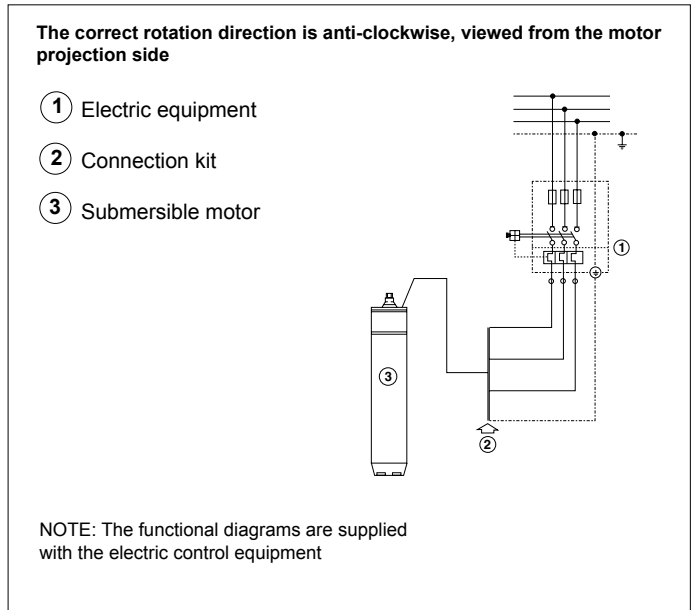 The correct rotation direction is anti-clockwise, viewed from the motor
projection side
1 Electric equipment
2 Connection kit
3 Submersible motor
1
3
2
NOTE: The functional diagrams are supplied
with the electric control equipment